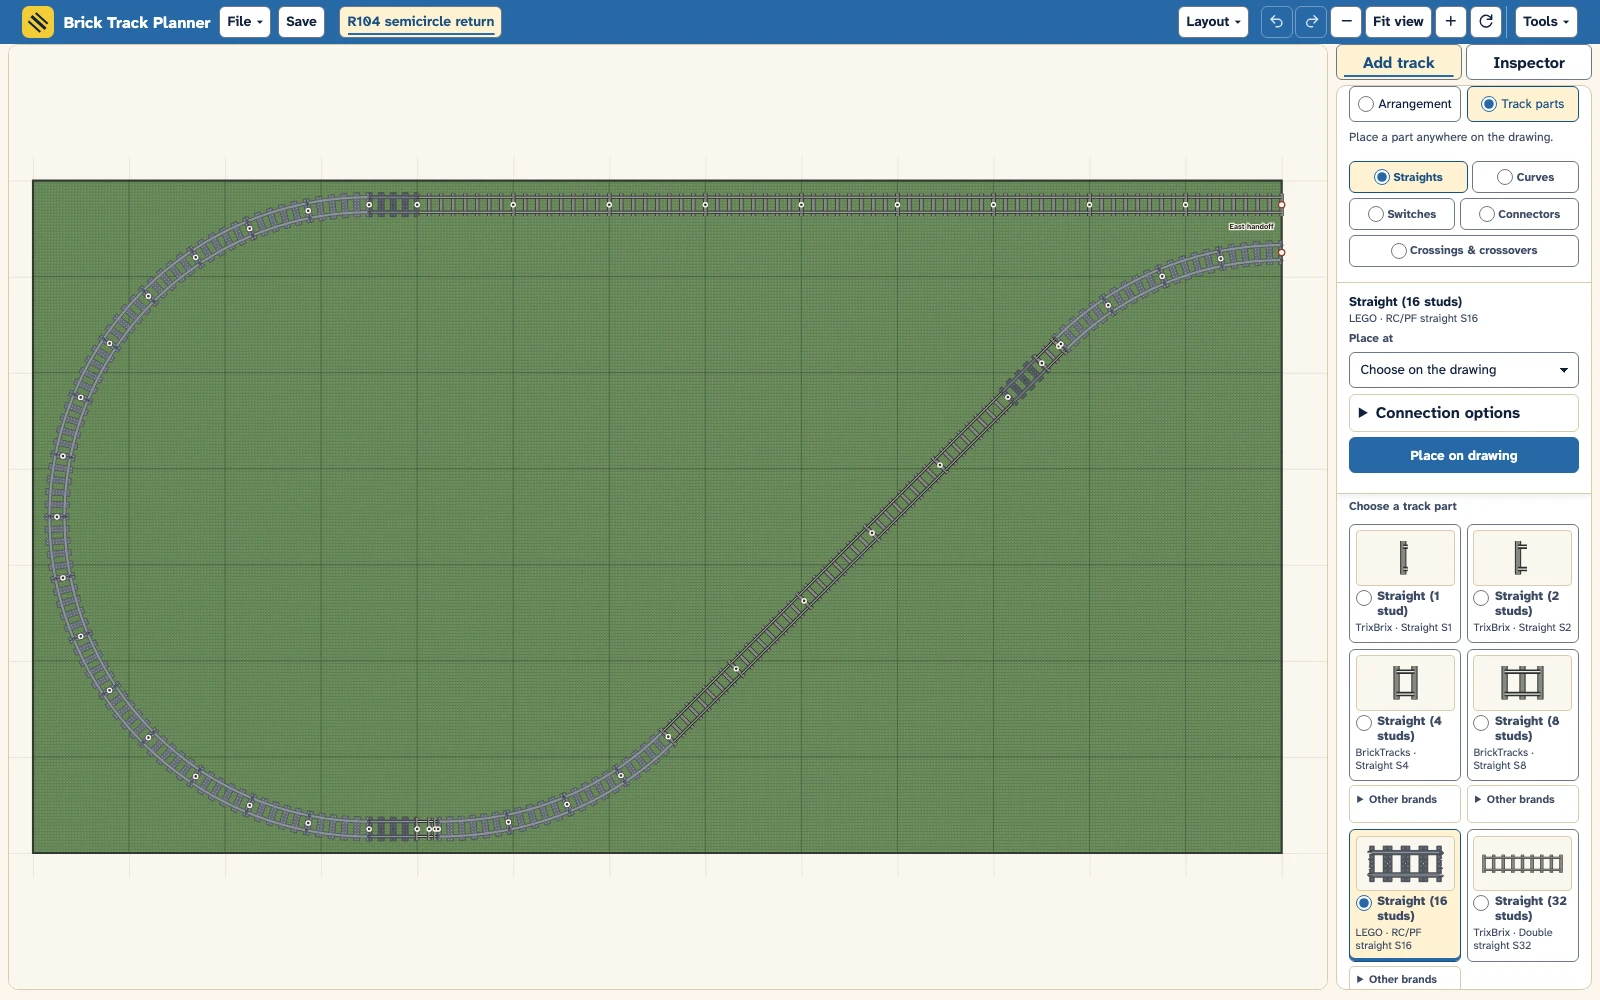 Brick Track Planner
File
Save
R104 semicircle return
Layout
Fit view
Tools
Add track
Inspector
Arrangement
Track parts
Place a part anywhere on the drawing.
Straights
Curves
Switches
Connectors
Crossings & crossovers
East handoff
Straight (16 studs)
LEGO · RC/PF straight S16
Place at
Choose on the drawing
Connection options
Place on drawing
Choose a track part
Straight (1
stud)
TrixBrix · Straight S1
Straight (2
studs)
TrixBrix · Straight S2
Straight (4
studs)
BrickTracks ·
Straight S4
Straight (8
studs)
BrickTracks ·
Straight S8
Other brands
Other brands
Straight (16
studs)
LEGO · RC/PF
straight S16
Straight (32
studs)
TrixBrix · Double
straight S32
Other brands